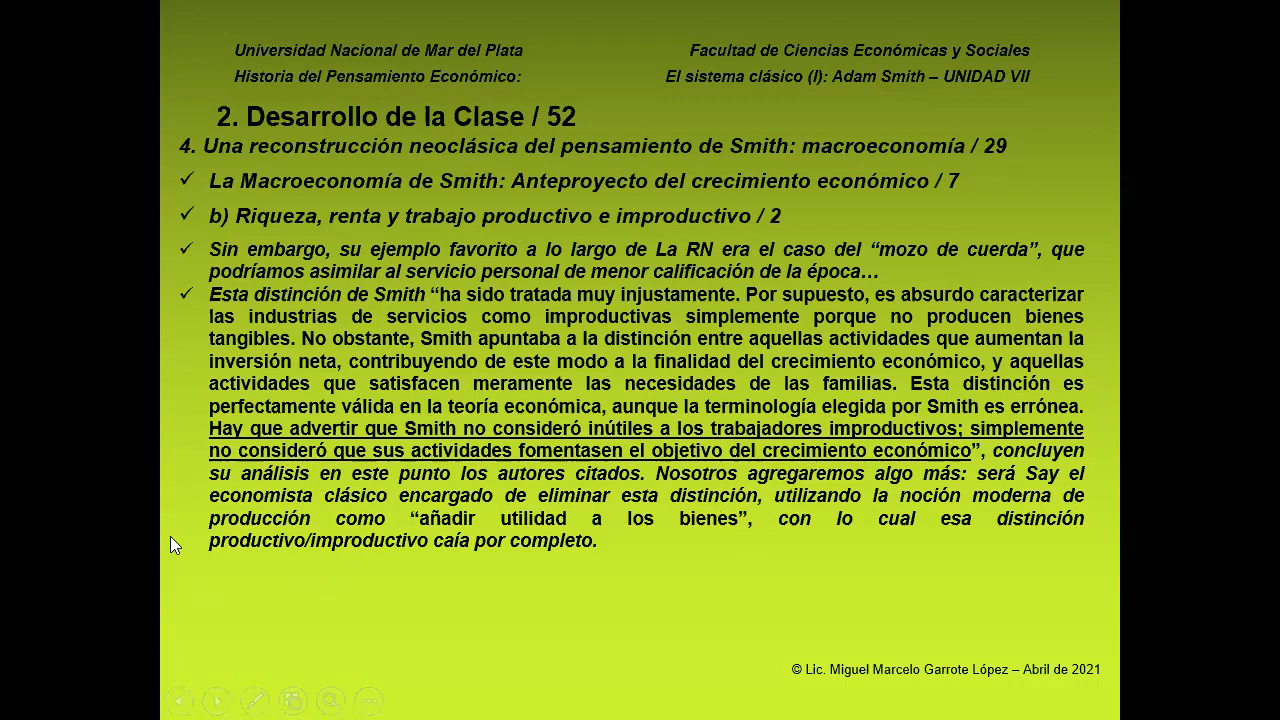 Universidad Nacional de Mar del Plata
Facultad de Ciencias Económicas y Sociales
Historia del Pensamiento Económico:
El sistema clásico (I): Adam Smith – UNIDAD VII
2. Desarrollo de la Clase / 52
4. Una reconstrucción neoclásica del pensamiento de Smith: macroeconomía / 29
✓ La Macroeconomía de Smith: Anteproyecto del crecimiento económico / 7
✓ b) Riqueza, renta y trabajo productivo e improductivo / 2
✓ Sin embargo, su ejemplo favorito a lo largo de La RN era el caso del “mozo de cuerda”, que
podríamos asimilar al servicio personal de menor calificación de la época…
✓ Esta distinción de Smith “ha sido tratada muy injustamente. Por supuesto, es absurdo caracterizar
las industrias de servicios como improductivas simplemente porque no producen bienes
tangibles. No obstante, Smith apuntaba a la distinción entre aquellas actividades que aumentan la
inversión neta, contribuyendo de este modo a la finalidad del crecimiento económico, y aquellas
actividades que satisfacen meramente las necesidades de las familias. Esta distinción es
perfectamente válida en la teoría económica, aunque la terminología elegida por Smith es errónea.
Hay que advertir que Smith no consideró inútiles a los trabajadores improductivos; simplemente
no consideró que sus actividades fomentasen el objetivo del crecimiento económico”, concluyen
su análisis en este punto los autores citados. Nosotros agregaremos algo más: será Say el
economista clásico encargado de eliminar esta distinción, utilizando la noción moderna de
producción como “añadir utilidad a los bienes”, con lo cual esa distinción
productivo/improductivo caía por completo.
© Lic. Miguel Marcelo Garrote López – Abril de 2021